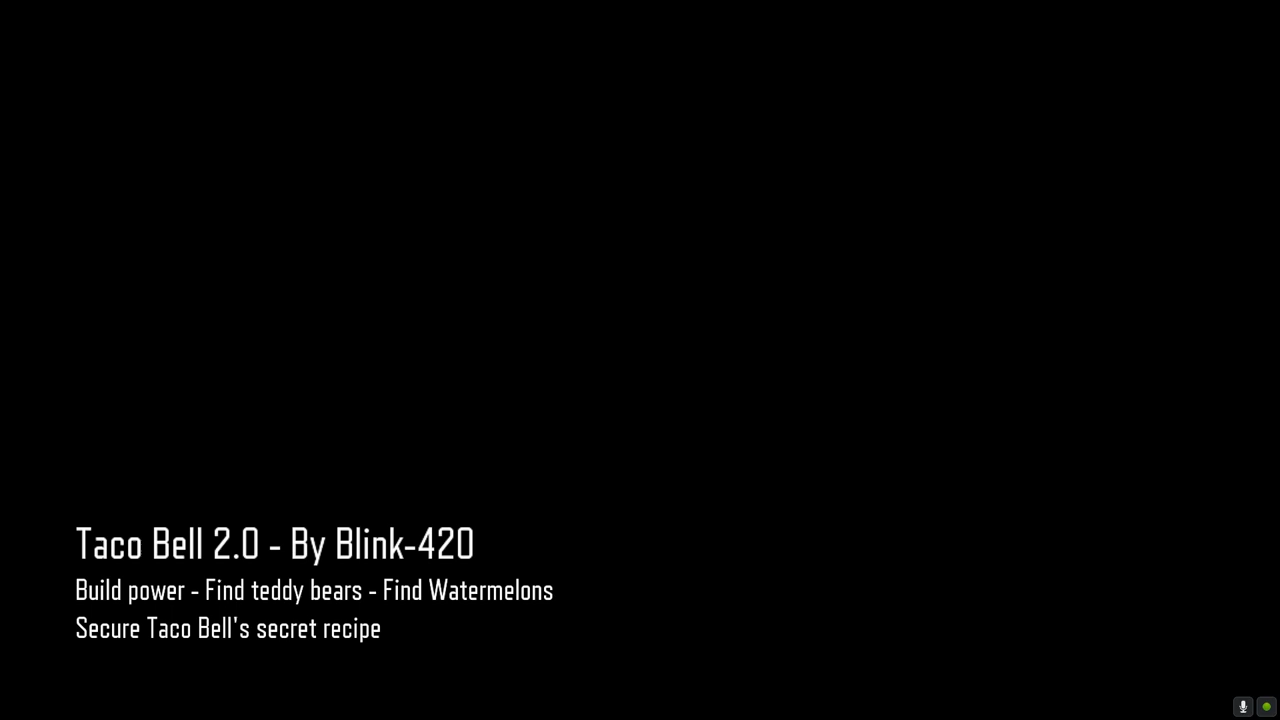 Taco Bell 2.0 - By Blink-420
Build power - Find teddy bears - Find Watermelons
Secure Taco Bell's secret recipe